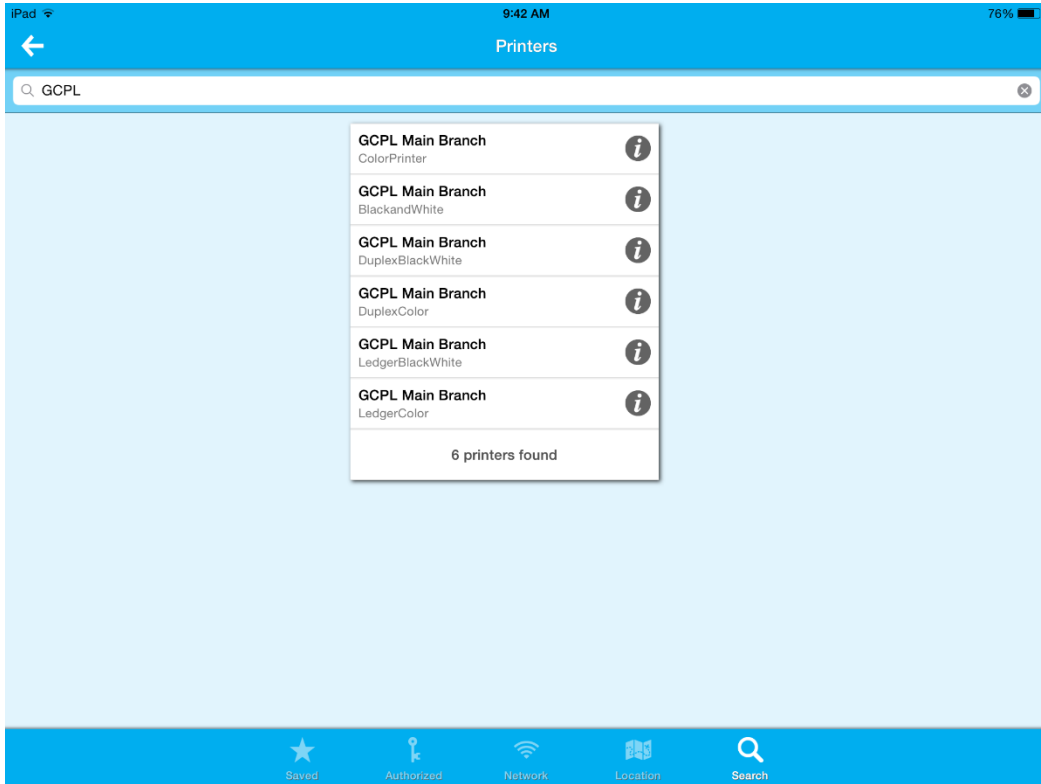 iPad 9:42 AM 76%
Printers
GCPL
GCPL Main Branch
ColorPrinter
GCPL Main Branch
BlackandWhite
GCPL Main Branch
DuplexBlackWhite
GCPL Main Branch
DuplexColor
GCPL Main Branch
LedgerBlackWhite
GCPL Main Branch
LedgerColor
6 printers found
Saved Authorized Network Location Search